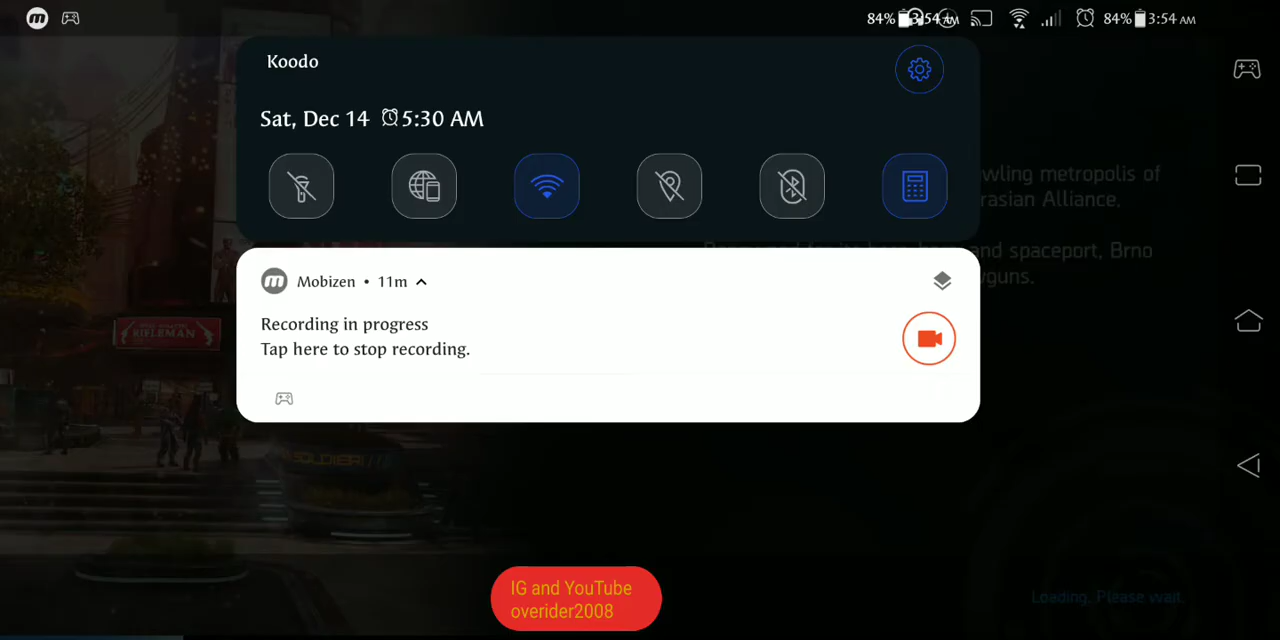 84% 3:54 AM 84% 3:54 AM
Koodo
Sat, Dec 14 5:30 AM
wling metropolis of
rasian Alliance.
and spaceport, Brno
yguns.
RIFLEMAN
Mobizen • 11m
Recording in progress
Tap here to stop recording.
IG and YouTube
overider2008
Loading. Please wait.